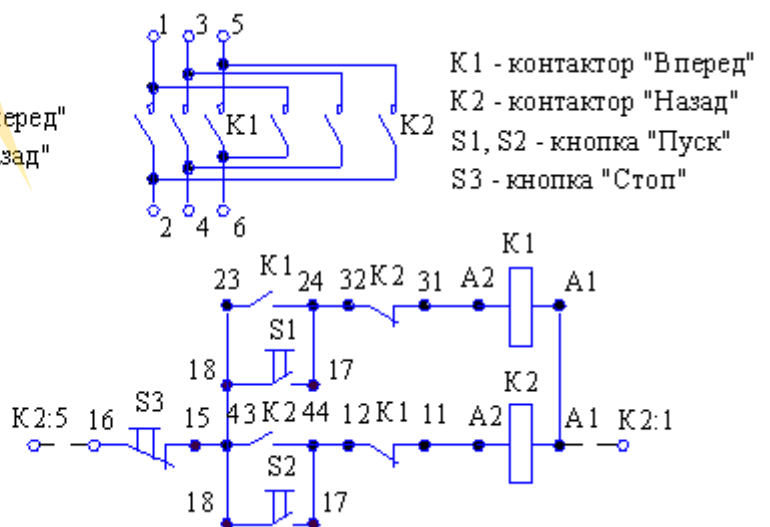 1 3 5
К1 - контактор "Вперед"
К1 К2
К2 - контактор "Назад"
S1, S2 - кнопка "Пуск"
S3 - кнопка "Стоп"
2 4 6
К1
23 К1 24 32 К2 31 А2 А1
S1
18 17
К2
К2:5 16 S3 15 43 К2 44 12 К1 11 А2 А1 К2:1
S2
18 17